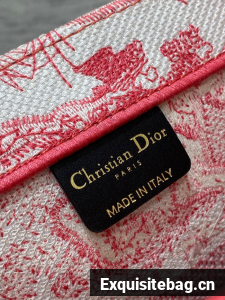 Christian Dior
PARIS
MADE IN ITALY
Exquisitebag.cn